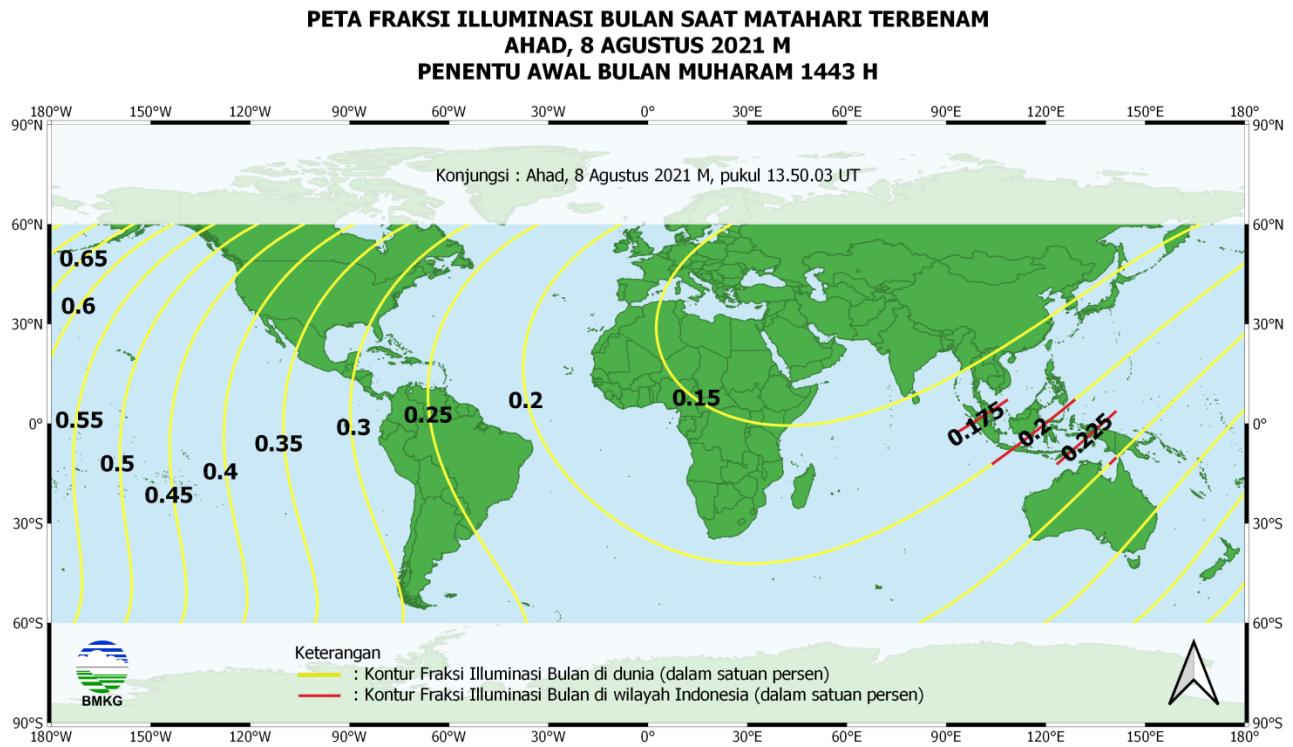 PETA FRAKSI ILLUMINASI BULAN SAAT MATAHARI TERBENAM
AHAD, 8 AGUSTUS 2021 M
PENENTU AWAL BULAN MUHARAM 1443 H
180°W 150°W 120°W 90°W 60°W 30°W 0° 30°E 60°E 90°E 120°E 150°E 180°
90°N 90°N
Konjungsi : Ahad, 8 Agustus 2021 M, pukul 13.50.03 UT
60°N 60°N
0.65
0.6
30°N 30°N
0.55 0.5 0.45 0.4 0.35 0.3 0.25 0.2 0.15 0.175 0.2 0.225
0° 0°
30°S 30°S
60°S 60°S
Keterangan
: Kontur Fraksi Illuminasi Bulan di dunia (dalam satuan persen)
: Kontur Fraksi Illuminasi Bulan di wilayah Indonesia (dalam satuan persen)
BMKG
90°S 90°S
180°W 150°W 120°W 90°W 60°W 30°W 0° 30°E 60°E 90°E 120°E 150°E 180°